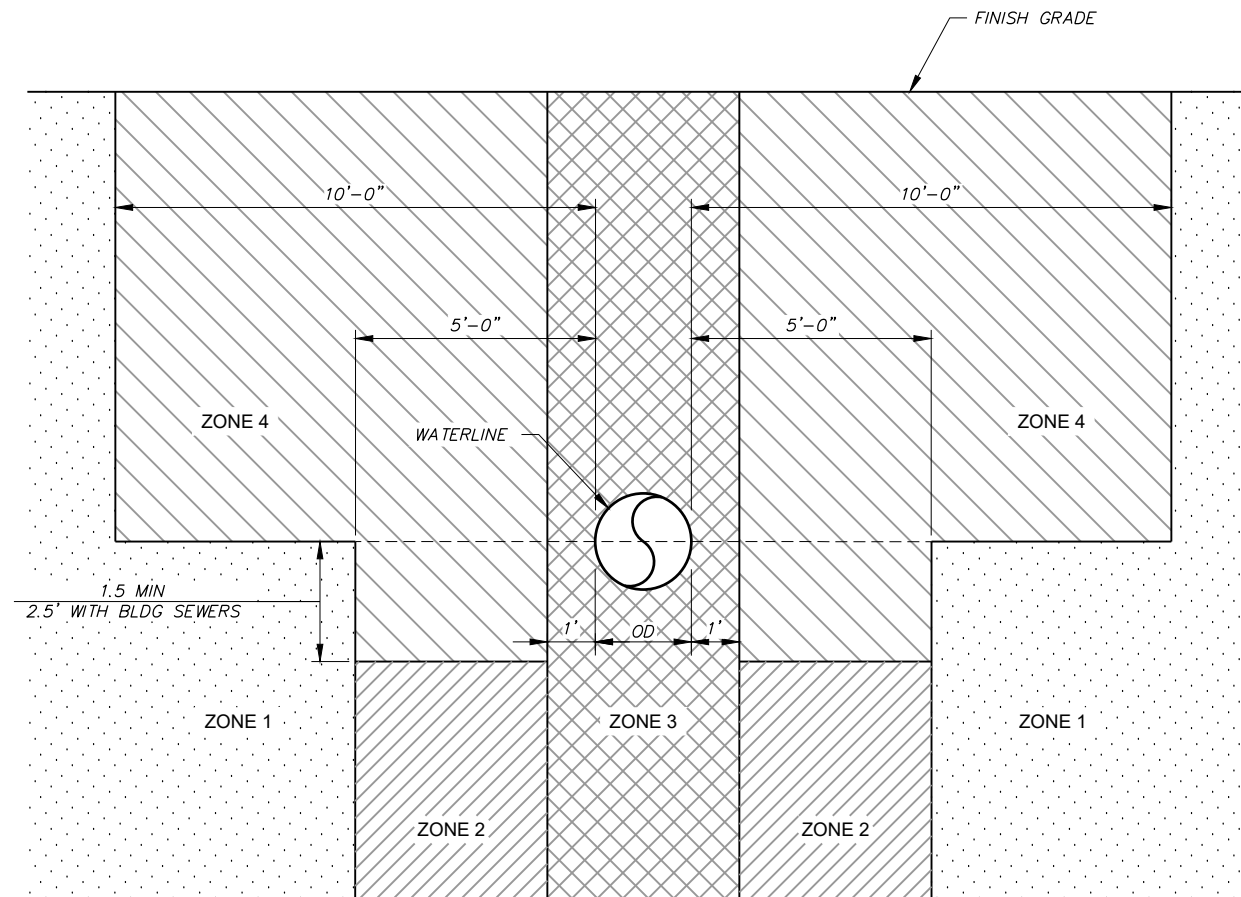 FINISH GRADE
10'-0"
10'-0"
5'-0"
5'-0"
ZONE 4
ZONE 4
WATERLINE
1.5 MIN
2.5' WITH BLDG SEWERS
1'
OD
1'
ZONE 1
ZONE 3
ZONE 1
ZONE 2
ZONE 2